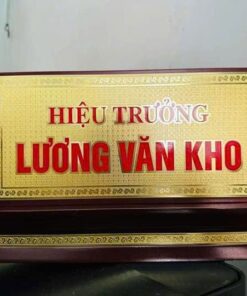 HIỆU TRƯỞNG
LƯƠNG VĂN KHO